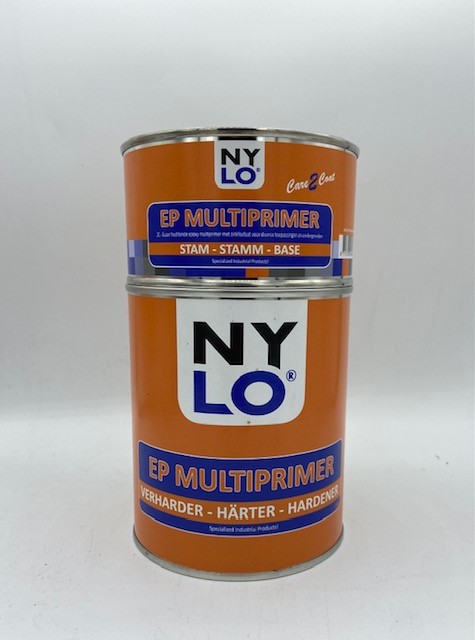 NY
LO®
Care2Coat
EP MULTIPRIMER
STAM - STAMM - BASE
Specialized Industrial Products!
NY
LO®
EP MULTIPRIMER
VERHARDER - HÄRTER - HARDENER
Specialized Industrial Products!